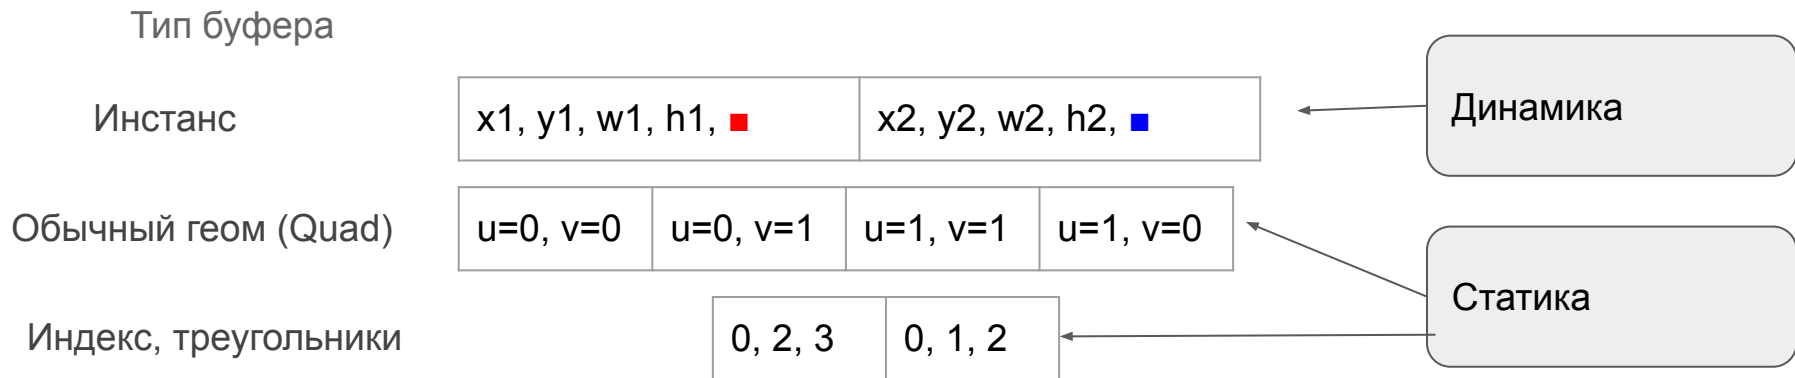 Тип буфера
Инстанс
x1, y1, w1, h1,
x2, y2, w2, h2,
Динамика
Обычный геом (Quad)
u=0, v=0
u=0, v=1
u=1, v=1
u=1, v=0
Статика
Индекс, треугольники
0, 2, 3
0, 1, 2